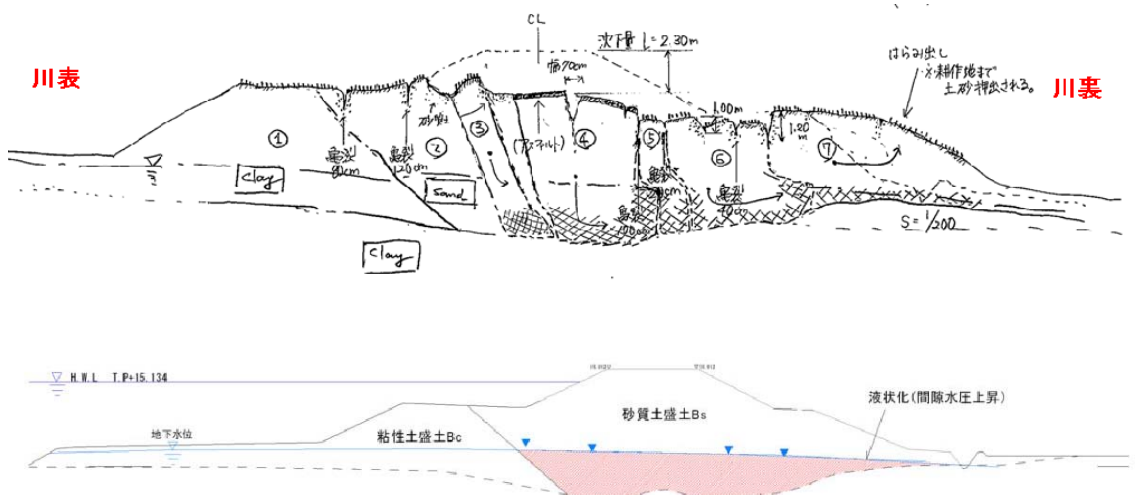 CL
沈下量 L=2.30m
川表
幅70cm
はらみ出し
※耕作地まで
土砂押出される。
川裏
1.00m
1.20
m
①
②
③
④
⑤
⑥
⑦
砂
(アスファルト)
亀裂
亀裂
120cm
亀裂
亀裂
亀裂
Clay
Sand
Clay
S=1/200
H.W.L T.P+15.134
砂質土盛土Bs
液状化(間隙水圧上昇)
粘性土盛土Bc
地下水位